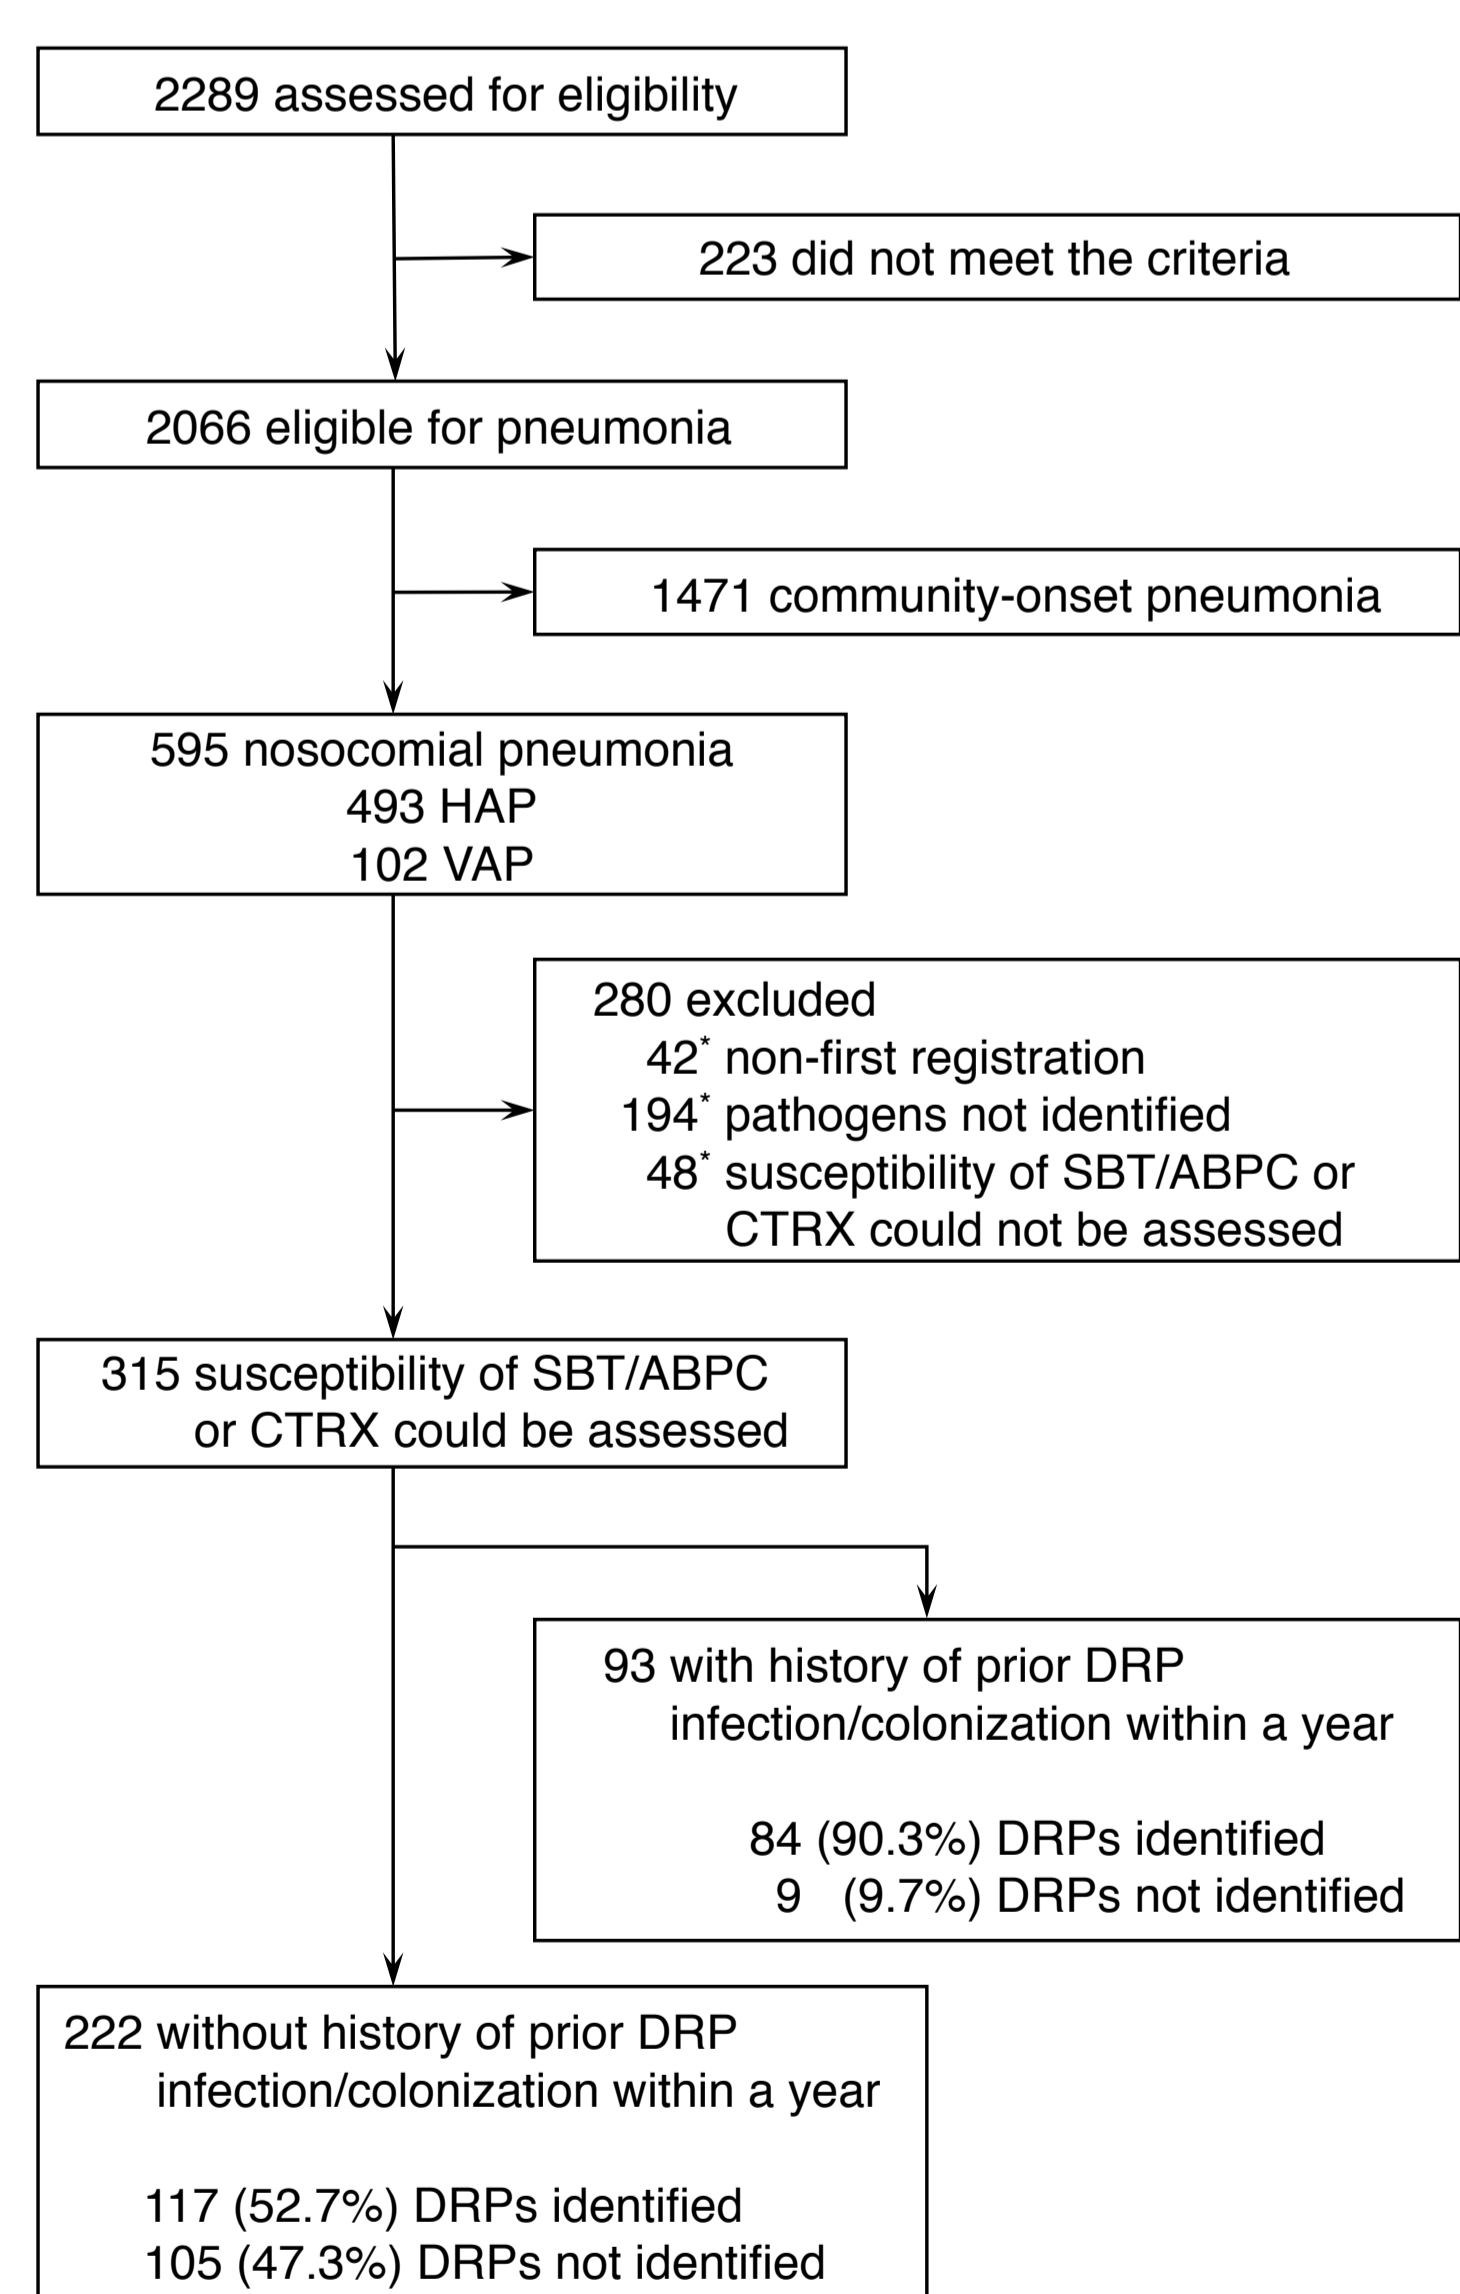 2289 assessed for eligibility
223 did not meet the criteria
2066 eligible for pneumonia
1471 community-onset pneumonia
595 nosocomial pneumonia
493 HAP
102 VAP
280 excluded
42* non-first registration
194* pathogens not identified
48* susceptibility of SBT/ABPC or
CTRX could not be assessed
315 susceptibility of SBT/ABPC
or CTRX could be assessed
93 with history of prior DRP
infection/colonization within a year
84 (90.3%) DRPs identified
9 (9.7%) DRPs not identified
222 without history of prior DRP
infection/colonization within a year
117 (52.7%) DRPs identified
105 (47.3%) DRPs not identified